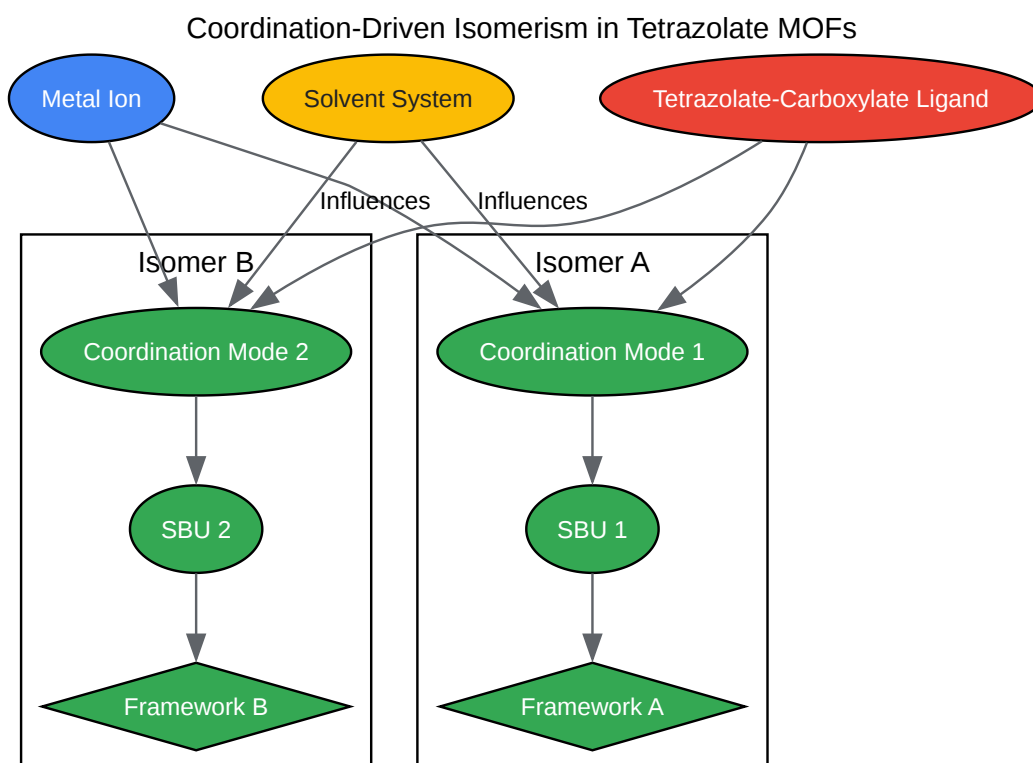 Coordination-Driven Isomerism in Tetrazolate MOFs
Metal Ion
Solvent System
Tetrazolate-Carboxylate Ligand
Influences
Influences
Isomer B
Isomer A
Coordination Mode 2
Coordination Mode 1
SBU 2
SBU 1
Framework B
Framework A